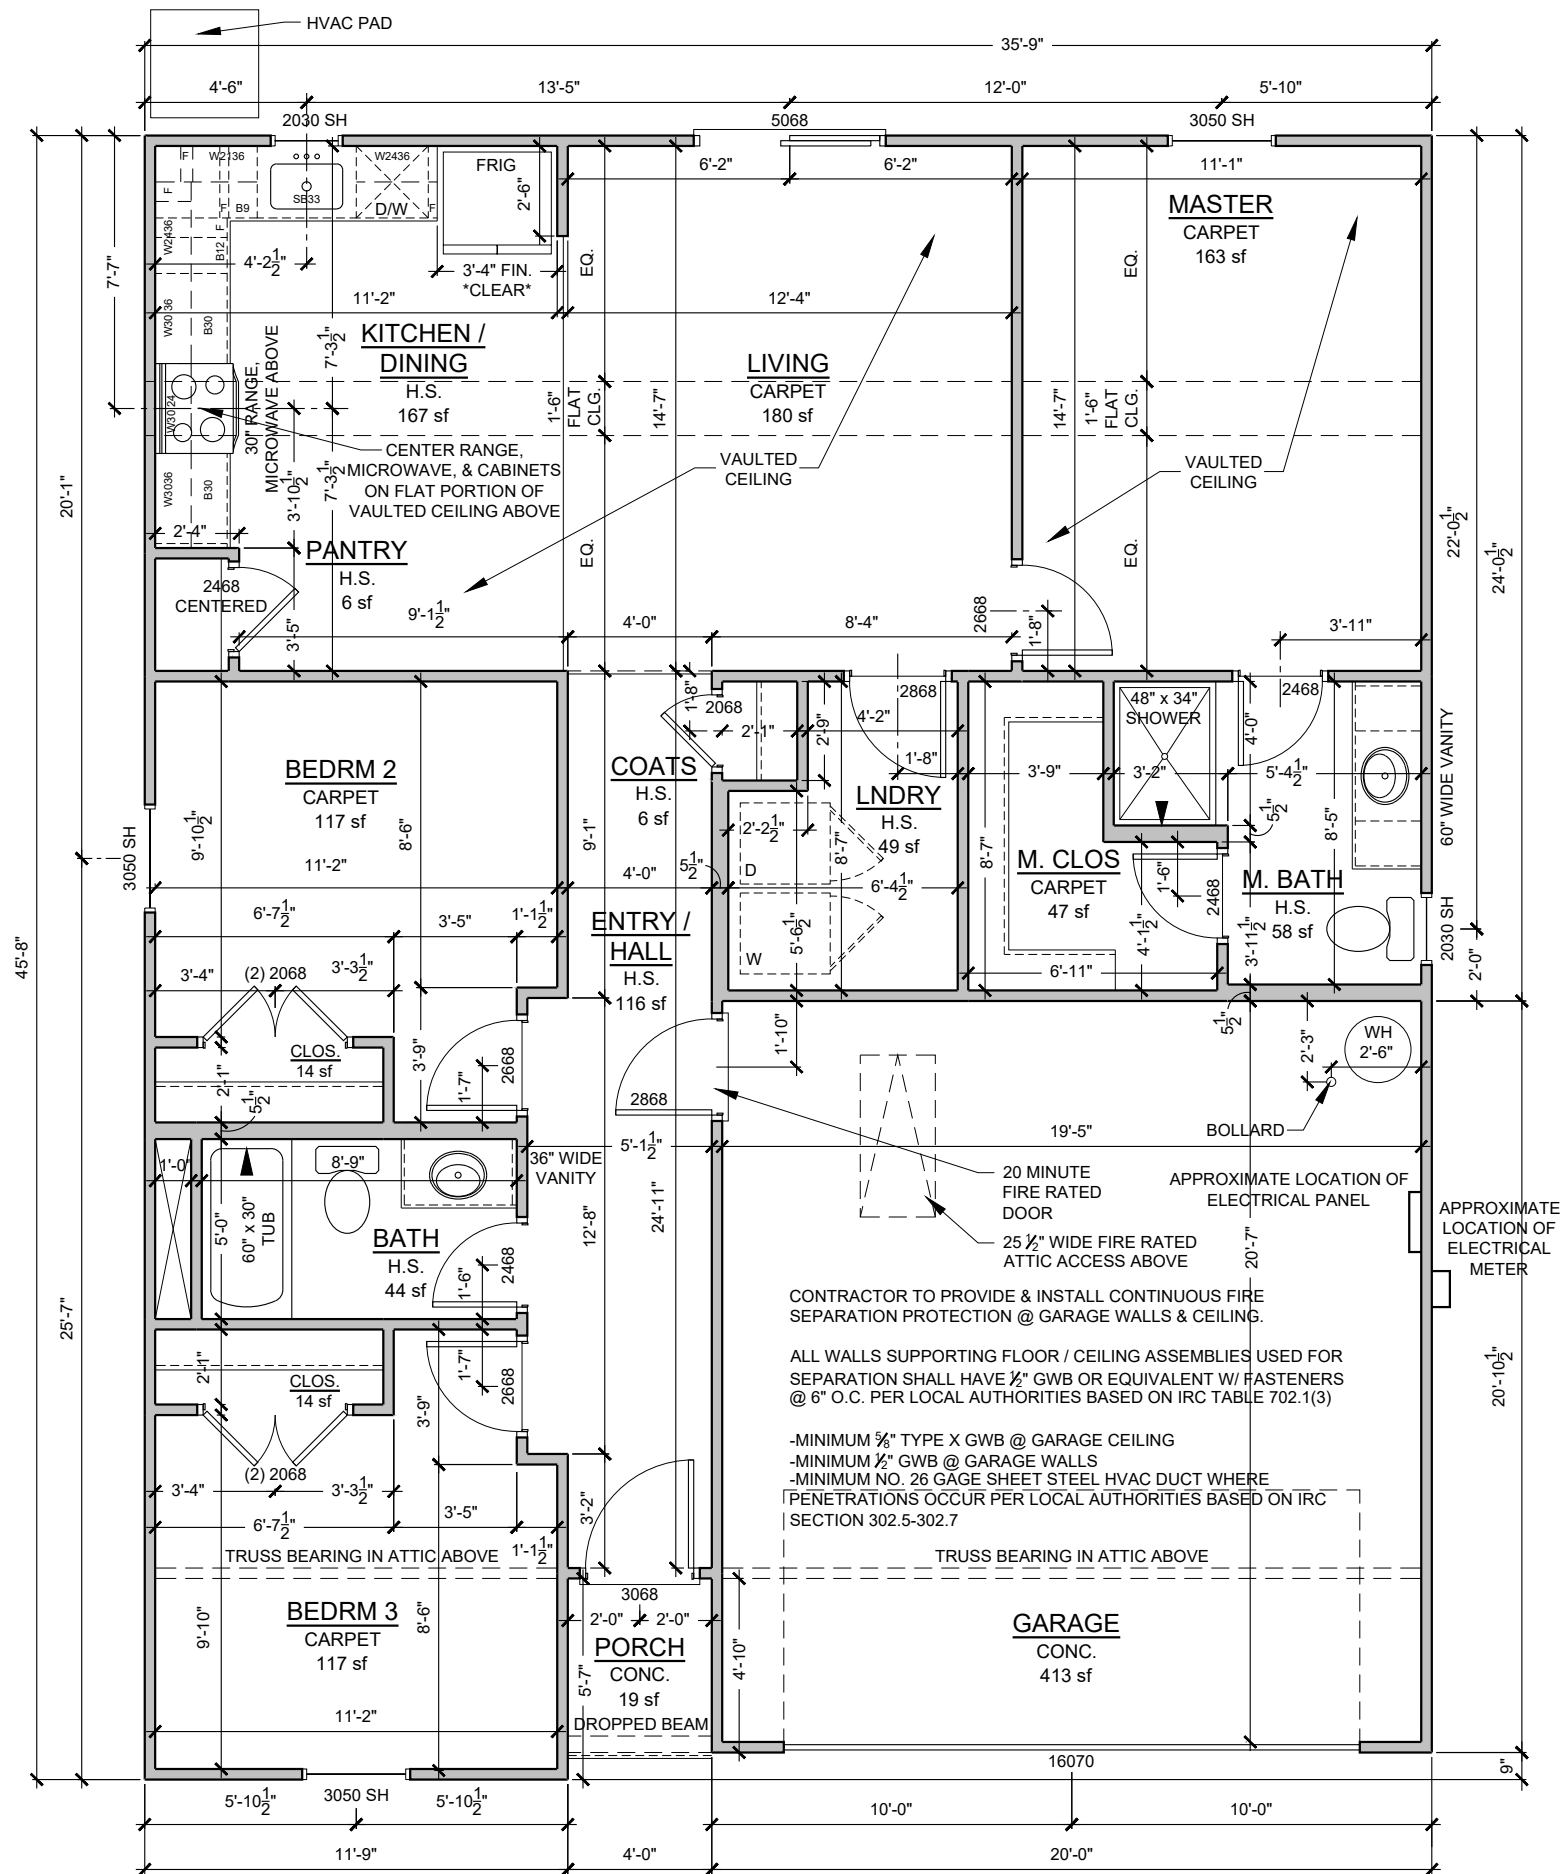 HVAC PAD
35'-9"
4'-6"
13'-5"
12'-0"
5'-10"
2030 SH
5068
3050 SH
F
W2136
W2436
FRIG
2'-6"
6'-2"
6'-2"
11'-1"
F
SB33
D/W
F
F
B9
MASTER
CARPET
163 sf
W2436
F
B12
4'-2 1/2"
3'-4" FIN.
*CLEAR*
EQ.
EQ.
7'-7"
11'-2"
12'-4"
W3036
B30
KITCHEN /
DINING
H.S.
167 sf
7'-3 1/2"
30" RANGE,
MICROWAVE ABOVE
W3024
LIVING
CARPET
180 sf
1'-6"
FLAT
CLG.
14'-7"
14'-7"
1'-6"
FLAT
CLG.
CENTER RANGE,
MICROWAVE, & CABINETS
ON FLAT PORTION OF
VAULTED CEILING ABOVE
VAULTED
CEILING
VAULTED
CEILING
W3036
B30
3'-10 1/2"
7'-3 1/2"
20'-1"
22'-0 1/2"
24'-0 1/2"
2'-4"
PANTRY
H.S.
6 sf
EQ.
EQ.
2468
CENTERED
3'-5"
9'-1 1/2"
4'-0"
8'-4"
2668
1'-8"
3'-11"
1'-8"
2068
2'-1"
2'-9"
4'-2"
2868
1'-8"
48" x 34"
SHOWER
2468
4'-0"
60" WIDE VANITY
BEDRM 2
CARPET
117 sf
COATS
H.S.
6 sf
LNDRY
H.S.
49 sf
3'-9"
3'-2"
5'-4 1/2"
5 1/2"
3050 SH
9'-10 1/2"
8'-6"
9'-1"
2'-2 1/2"
8'-7"
8'-7"
8'-5"
11'-2"
4'-0"
5 1/2"
D
6'-4 1/2"
M. CLOS
CARPET
47 sf
1'-6"
2468
M. BATH
H.S.
58 sf
6'-7 1/2"
3'-5"
1'-1 1/2"
ENTRY /
HALL
H.S.
116 sf
5'-6 1/2"
W
4'-1 1/2"
3'-11 1/2"
2030 SH
45'-8"
3'-4"
(2) 2068
3'-3 1/2"
6'-11"
2'-0"
CLOS.
14 sf
2'-1"
5 1/2"
3'-9"
1'-7"
2668
2868
1'-10"
5 1/2"
2'-3"
WH
2'-6"
BOLLARD
1'-0"
8'-9"
36" WIDE
VANITY
5'-1 1/2"
19'-5"
20 MINUTE
FIRE RATED
DOOR
APPROXIMATE LOCATION OF
ELECTRICAL PANEL
APPROXIMATE
LOCATION OF
ELECTRICAL
METER
5'-0"
60" x 30"
TUB
BATH
H.S.
44 sf
1'-6"
2468
12'-8"
24'-11"
25 1/2" WIDE FIRE RATED
ATTIC ACCESS ABOVE
20'-7"
25'-7"
CONTRACTOR TO PROVIDE & INSTALL CONTINUOUS FIRE
SEPARATION PROTECTION @ GARAGE WALLS & CEILING.
ALL WALLS SUPPORTING FLOOR / CEILING ASSEMBLIES USED FOR
SEPARATION SHALL HAVE 1/2" GWB OR EQUIVALENT W/ FASTENERS
@ 6" O.C. PER LOCAL AUTHORITIES BASED ON IRC TABLE 702.1(3)
20'-10 1/2"
2'-1"
CLOS.
14 sf
1'-7"
2668
3'-9"
-MINIMUM 5/8" TYPE X GWB @ GARAGE CEILING
-MINIMUM 1/2" GWB @ GARAGE WALLS
-MINIMUM NO. 26 GAGE SHEET STEEL HVAC DUCT WHERE
PENETRATIONS OCCUR PER LOCAL AUTHORITIES BASED ON IRC
SECTION 302.5-302.7
3'-4"
(2) 2068
3'-3 1/2"
6'-7 1/2"
3'-5"
1'-1 1/2"
3'-2"
TRUSS BEARING IN ATTIC ABOVE
TRUSS BEARING IN ATTIC ABOVE
3068
2'-0"
2'-0"
9'-10"
BEDRM 3
CARPET
117 sf
8'-6"
PORCH
CONC.
19 sf
5'-7"
4'-10"
GARAGE
CONC.
413 sf
11'-2"
DROPPED BEAM
16070
9"
5'-10 1/2"
3050 SH
5'-10 1/2"
10'-0"
10'-0"
11'-9"
4'-0"
20'-0"